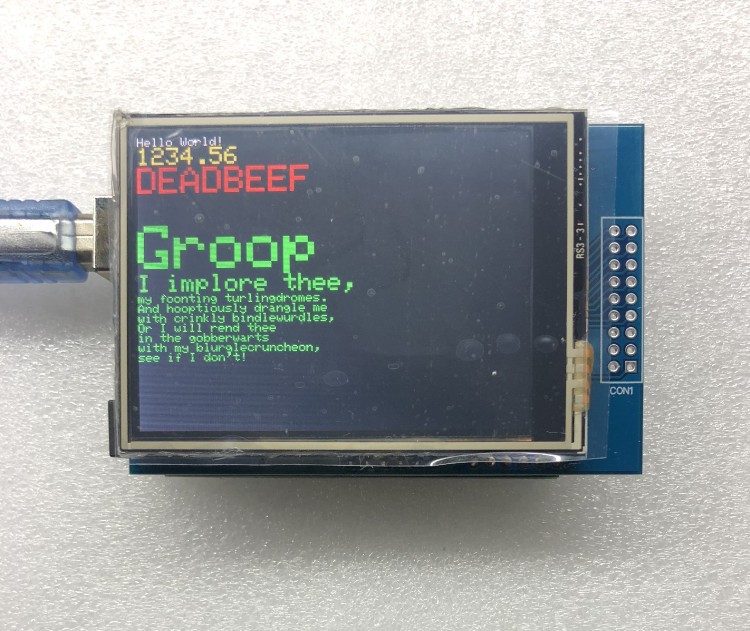 Hello World!
1234.56
DEADBEEF
Groop
I implore thee,
my foonting turlingdromes.
And hooptiously drangle me
with crinkly bindlewurdles,
Or I will rend thee
in the gobberwarts
with my blurglecruncheon,
see if I don't!
RS3-31
CON1